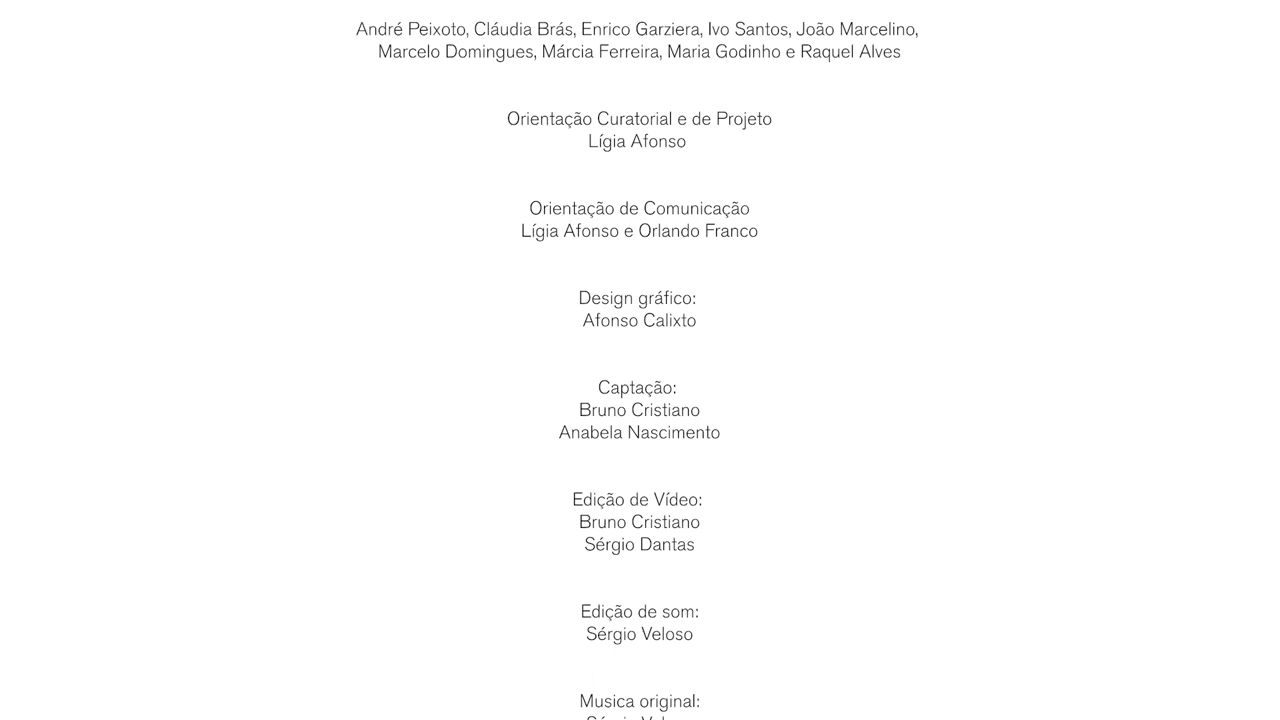 André Peixoto, Cláudia Brás, Enrico Garziera, Ivo Santos, João Marcelino,
Marcelo Domingues, Márcia Ferreira, Maria Godinho e Raquel Alves
Orientação Curatorial e de Projeto
Lígia Afonso
Orientação de Comunicação
Lígia Afonso e Orlando Franco
Design gráfico:
Afonso Calixto
Captação:
Bruno Cristiano
Anabela Nascimento
Edição de Vídeo:
Bruno Cristiano
Sérgio Dantas
Edição de som:
Sérgio Veloso
Musica original: